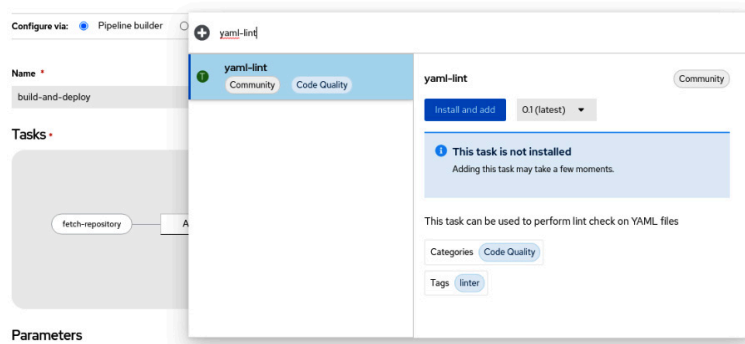 Configure via:
Pipeline builder
Name *
build-and-deploy
Tasks •
fetch-repository
A
Parameters
yaml-lint
yaml-lint
Community
Code Quality
yaml-lint
Community
Install and add
0.1 (latest)
This task is not installed
Adding this task may take a few moments.
This task can be used to perform lint check on YAML files
Categories Code Quality
Tags linter